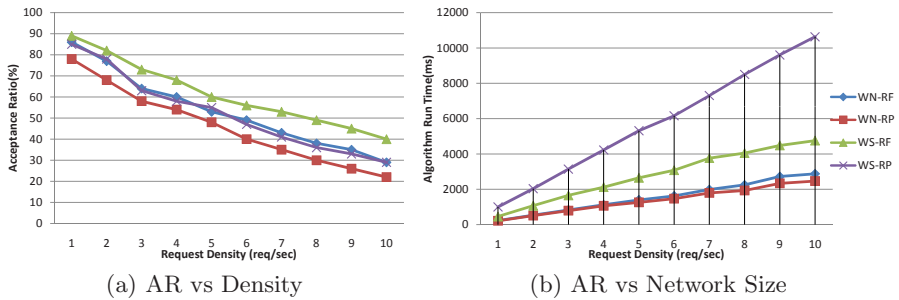 100
90
80
70
60
50
40
30
20
10
0
Acceptance Ratio(%)
1 2 3 4 5 6 7 8 9 10
Request Density (req/sec)
(a) AR vs Density
12000
10000
8000
6000
4000
2000
0
Algorithm Run Time(ms)
1 2 3 4 5 6 7 8 9 10
Request Density (req/sec)
WN-RF
WN-RP
WS-RF
WS-RP
(b) AR vs Network Size